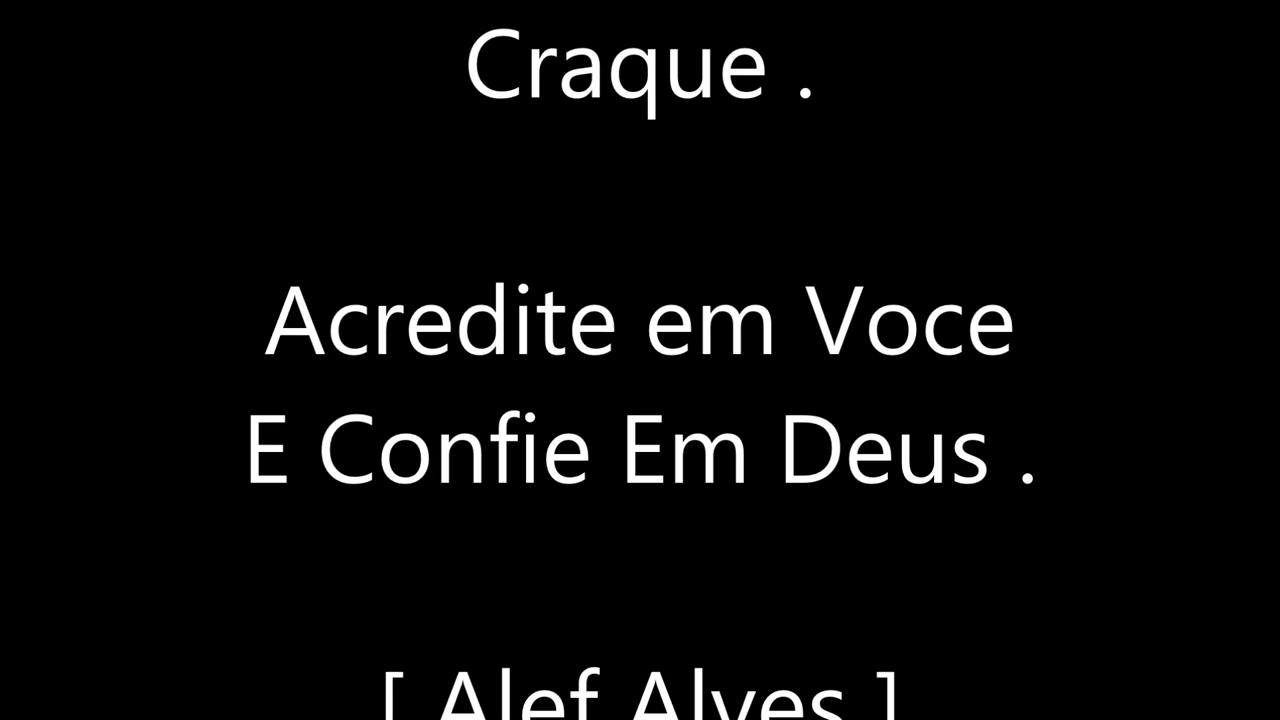 Craque .
Acredite em Voce
E Confie Em Deus .
[ Alef Alves ]